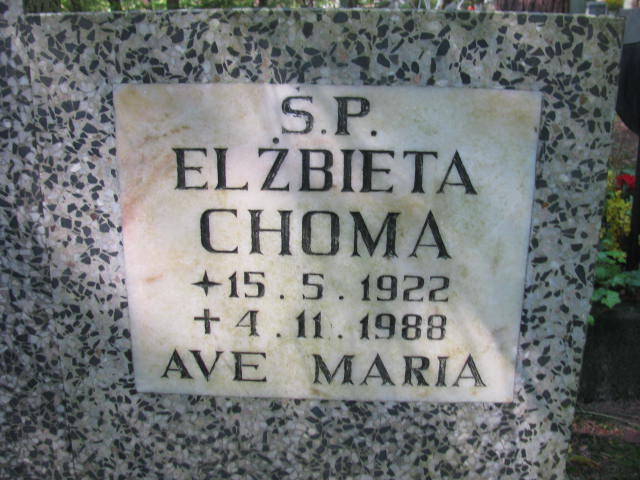 Ś.P.
ELŻBIETA
CHOMA
✦15.5.1922
+4.11.1988
AVE MARIA